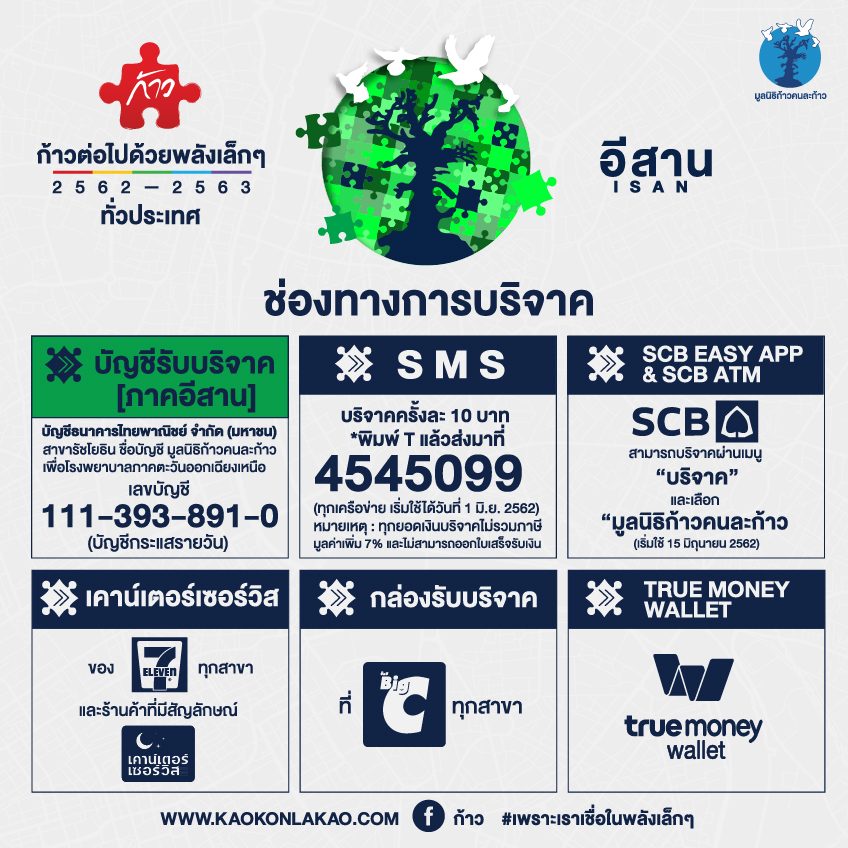 ก้าว
มูลนิธิก้าวคนละก้าว
ก้าวต่อไปด้วยพลังเล็กๆ
2562-2563
ทั่วประเทศ
อีสาน
ISAN
ช่องทางการบริจาค
บัญชีรับบริจาค
[ภาคอีสาน]
บัญชีธนาคารไทยพาณิชย์ จำกัด (มหาชน)
สาขารัชโยธิน ชื่อบัญชี มูลนิธิก้าวคนละก้าว
เพื่อโรงพยาบาลภาคตะวันออกเฉียงเหนือ
เลขบัญชี
111-393-891-0
(บัญชีกระแสรายวัน)
SMS
บริจาคครั้งละ 10 บาท
*พิมพ์ T แล้วส่งมาที่
4545099
(ทุกเครือข่าย เริ่มใช้ได้วันที่ 1 มิ.ย. 2562)
หมายเหตุ : ทุกยอดเงินบริจาคไม่รวมภาษี
มูลค่าเพิ่ม 7% และไม่สามารถออกใบเสร็จรับเงิน
SCB EASY APP
& SCB ATM
SCB
สามารถบริจาคผ่านเมนู
“บริจาค”
และเลือก
“มูลนิธิก้าวคนละก้าว
(เริ่มใช้ 15 มิถุนายน 2562)
เคาน์เตอร์เซอร์วิส
ของ 7 ELEVEN ทุกสาขา
และร้านค้าที่มีสัญลักษณ์
เคาน์เตอร์
เซอร์วิส
กล่องรับบริจาค
ที่ Big C ทุกสาขา
TRUE MONEY
WALLET
truemoney
wallet
WWW.KAOKONLAKAO.COM f ก้าว #เพราะเราเชื่อในพลังเล็กๆ